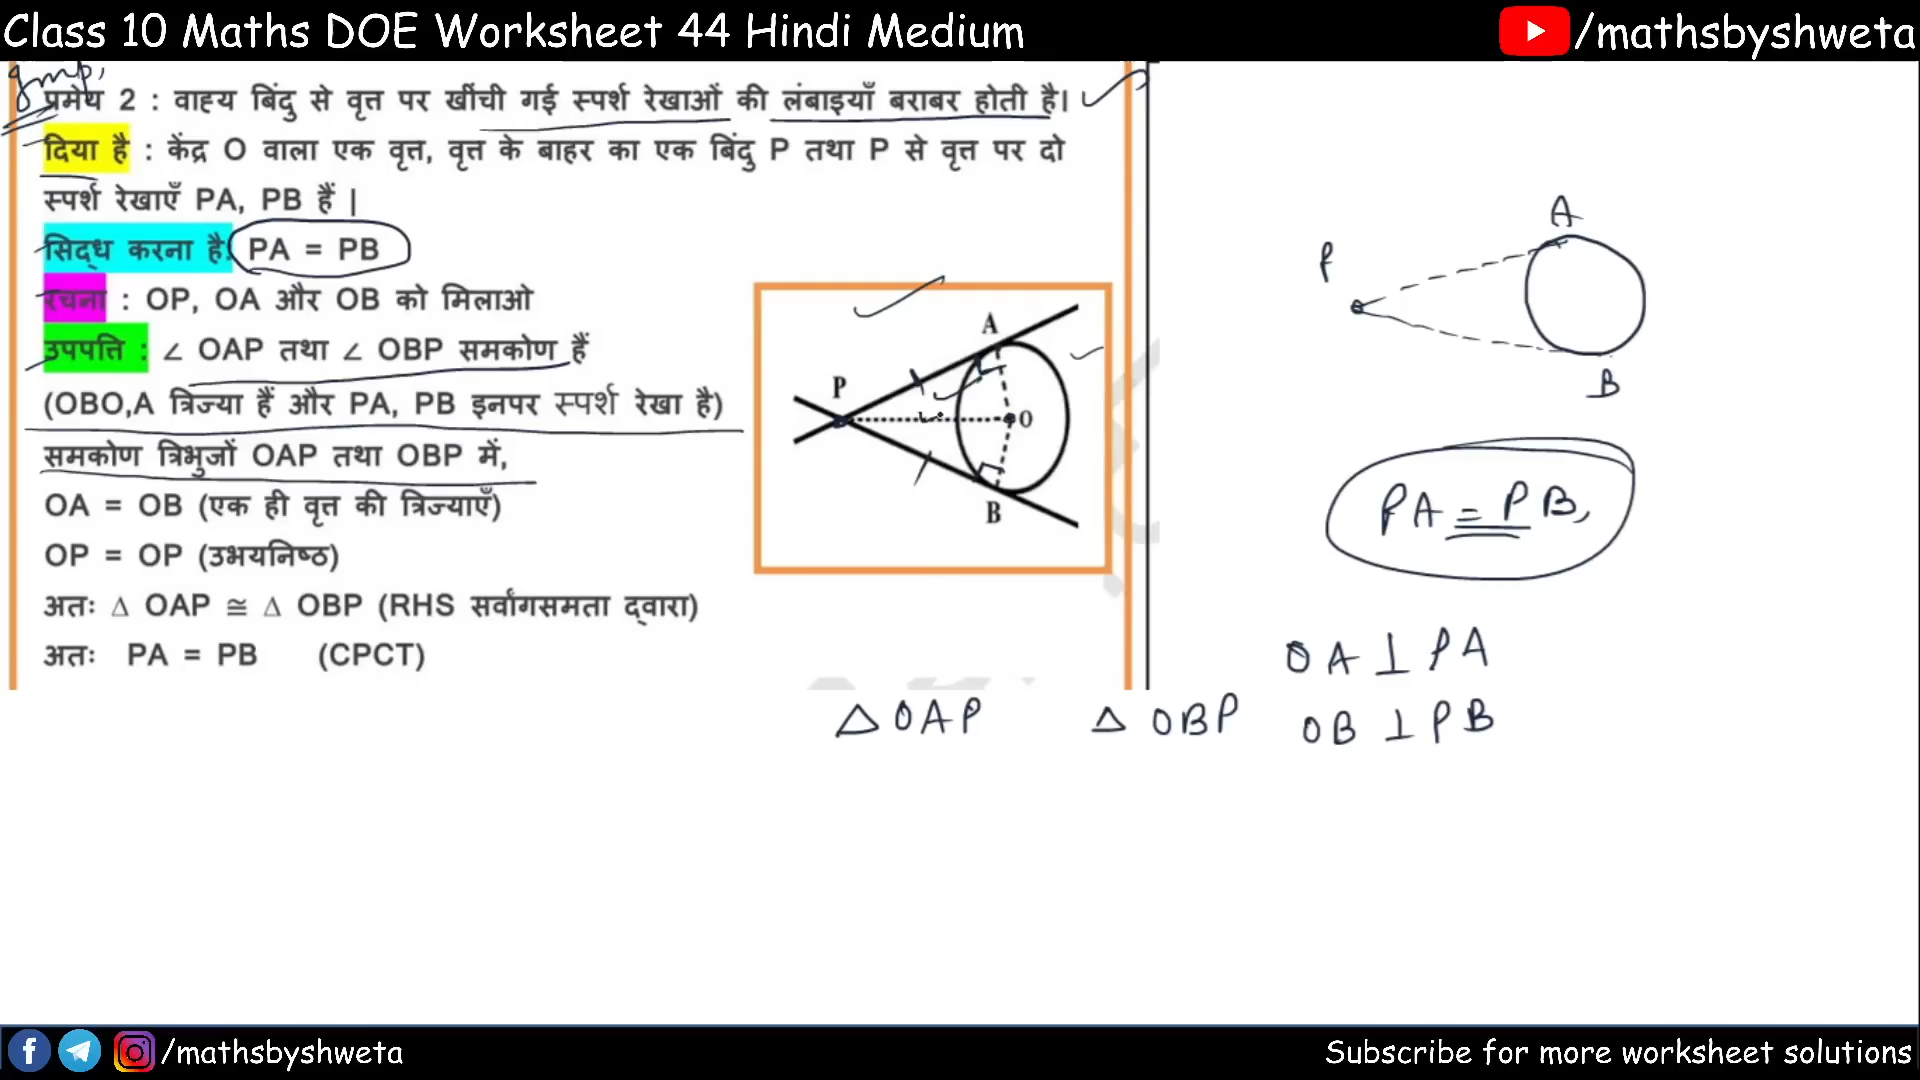 Class 10 Maths DOE Worksheet 44 Hindi Medium
/mathsbyshweta
प्रमेय 2 : वाह्य बिंदु से वृत्त पर खींची गई स्पर्श रेखाओं की लंबाइयाँ बराबर होती है।
दिया है : केंद्र O वाला एक वृत्त, वृत्त के बाहर का एक बिंदु P तथा P से वृत्त पर दो
स्पर्श रेखाएँ PA, PB हैं |
सिद्ध करना है: PA = PB
रचना : OP, OA और OB को मिलाओ
उपपत्ति : ∠ OAP तथा ∠ OBP समकोण हैं
(OBO,A त्रिज्या हैं और PA, PB इनपर स्पर्श रेखा है)
समकोण त्रिभुजों OAP तथा OBP में,
OA = OB (एक ही वृत्त की त्रिज्याएँ)
OP = OP (उभयनिष्ठ)
अतः Δ OAP ≅ Δ OBP (RHS सर्वांगसमता द्वारा)
अतः PA = PB (CPCT)
A
P
O
B
A
P
B
PA = PB,
OA ⊥ PA
△ OAP △ OBP OB ⊥ PB
/mathsbyshweta
Subscribe for more worksheet solutions